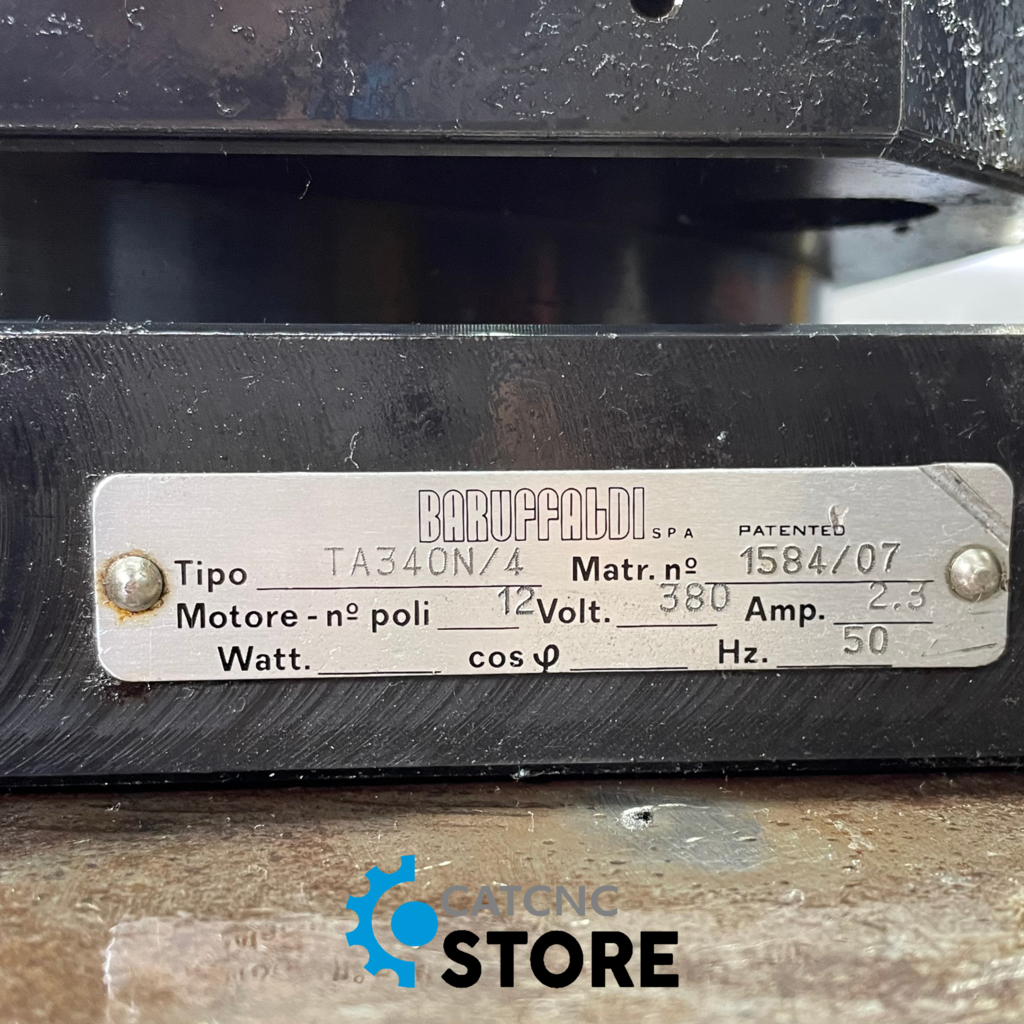 BARUFFALDI SPA PATENTED
Tipo TA340N/4 Matr. nº 1584/07
Motore - nº poli 12 Volt. 380 Amp. 2.3
Watt. cos φ Hz. 50
CATCNC
STORE